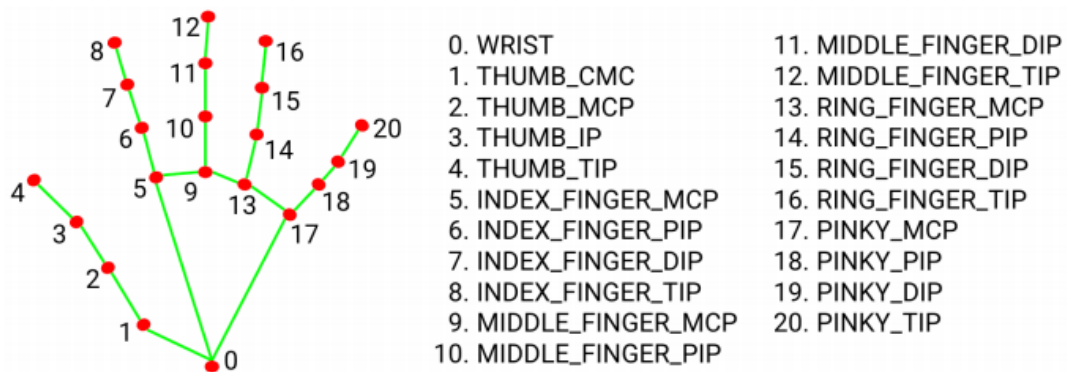 12
8
16
11
7
15
10
6
20
14
4
19
5
9
13
18
3
17
2
1
0
0. WRIST
1. THUMB_CMC
2. THUMB_MCP
3. THUMB_IP
4. THUMB_TIP
5. INDEX_FINGER_MCP
6. INDEX_FINGER_PIP
7. INDEX_FINGER_DIP
8. INDEX_FINGER_TIP
9. MIDDLE_FINGER_MCP
10. MIDDLE_FINGER_PIP
11. MIDDLE_FINGER_DIP
12. MIDDLE_FINGER_TIP
13. RING_FINGER_MCP
14. RING_FINGER_PIP
15. RING_FINGER_DIP
16. RING_FINGER_TIP
17. PINKY_MCP
18. PINKY_PIP
19. PINKY_DIP
20. PINKY_TIP